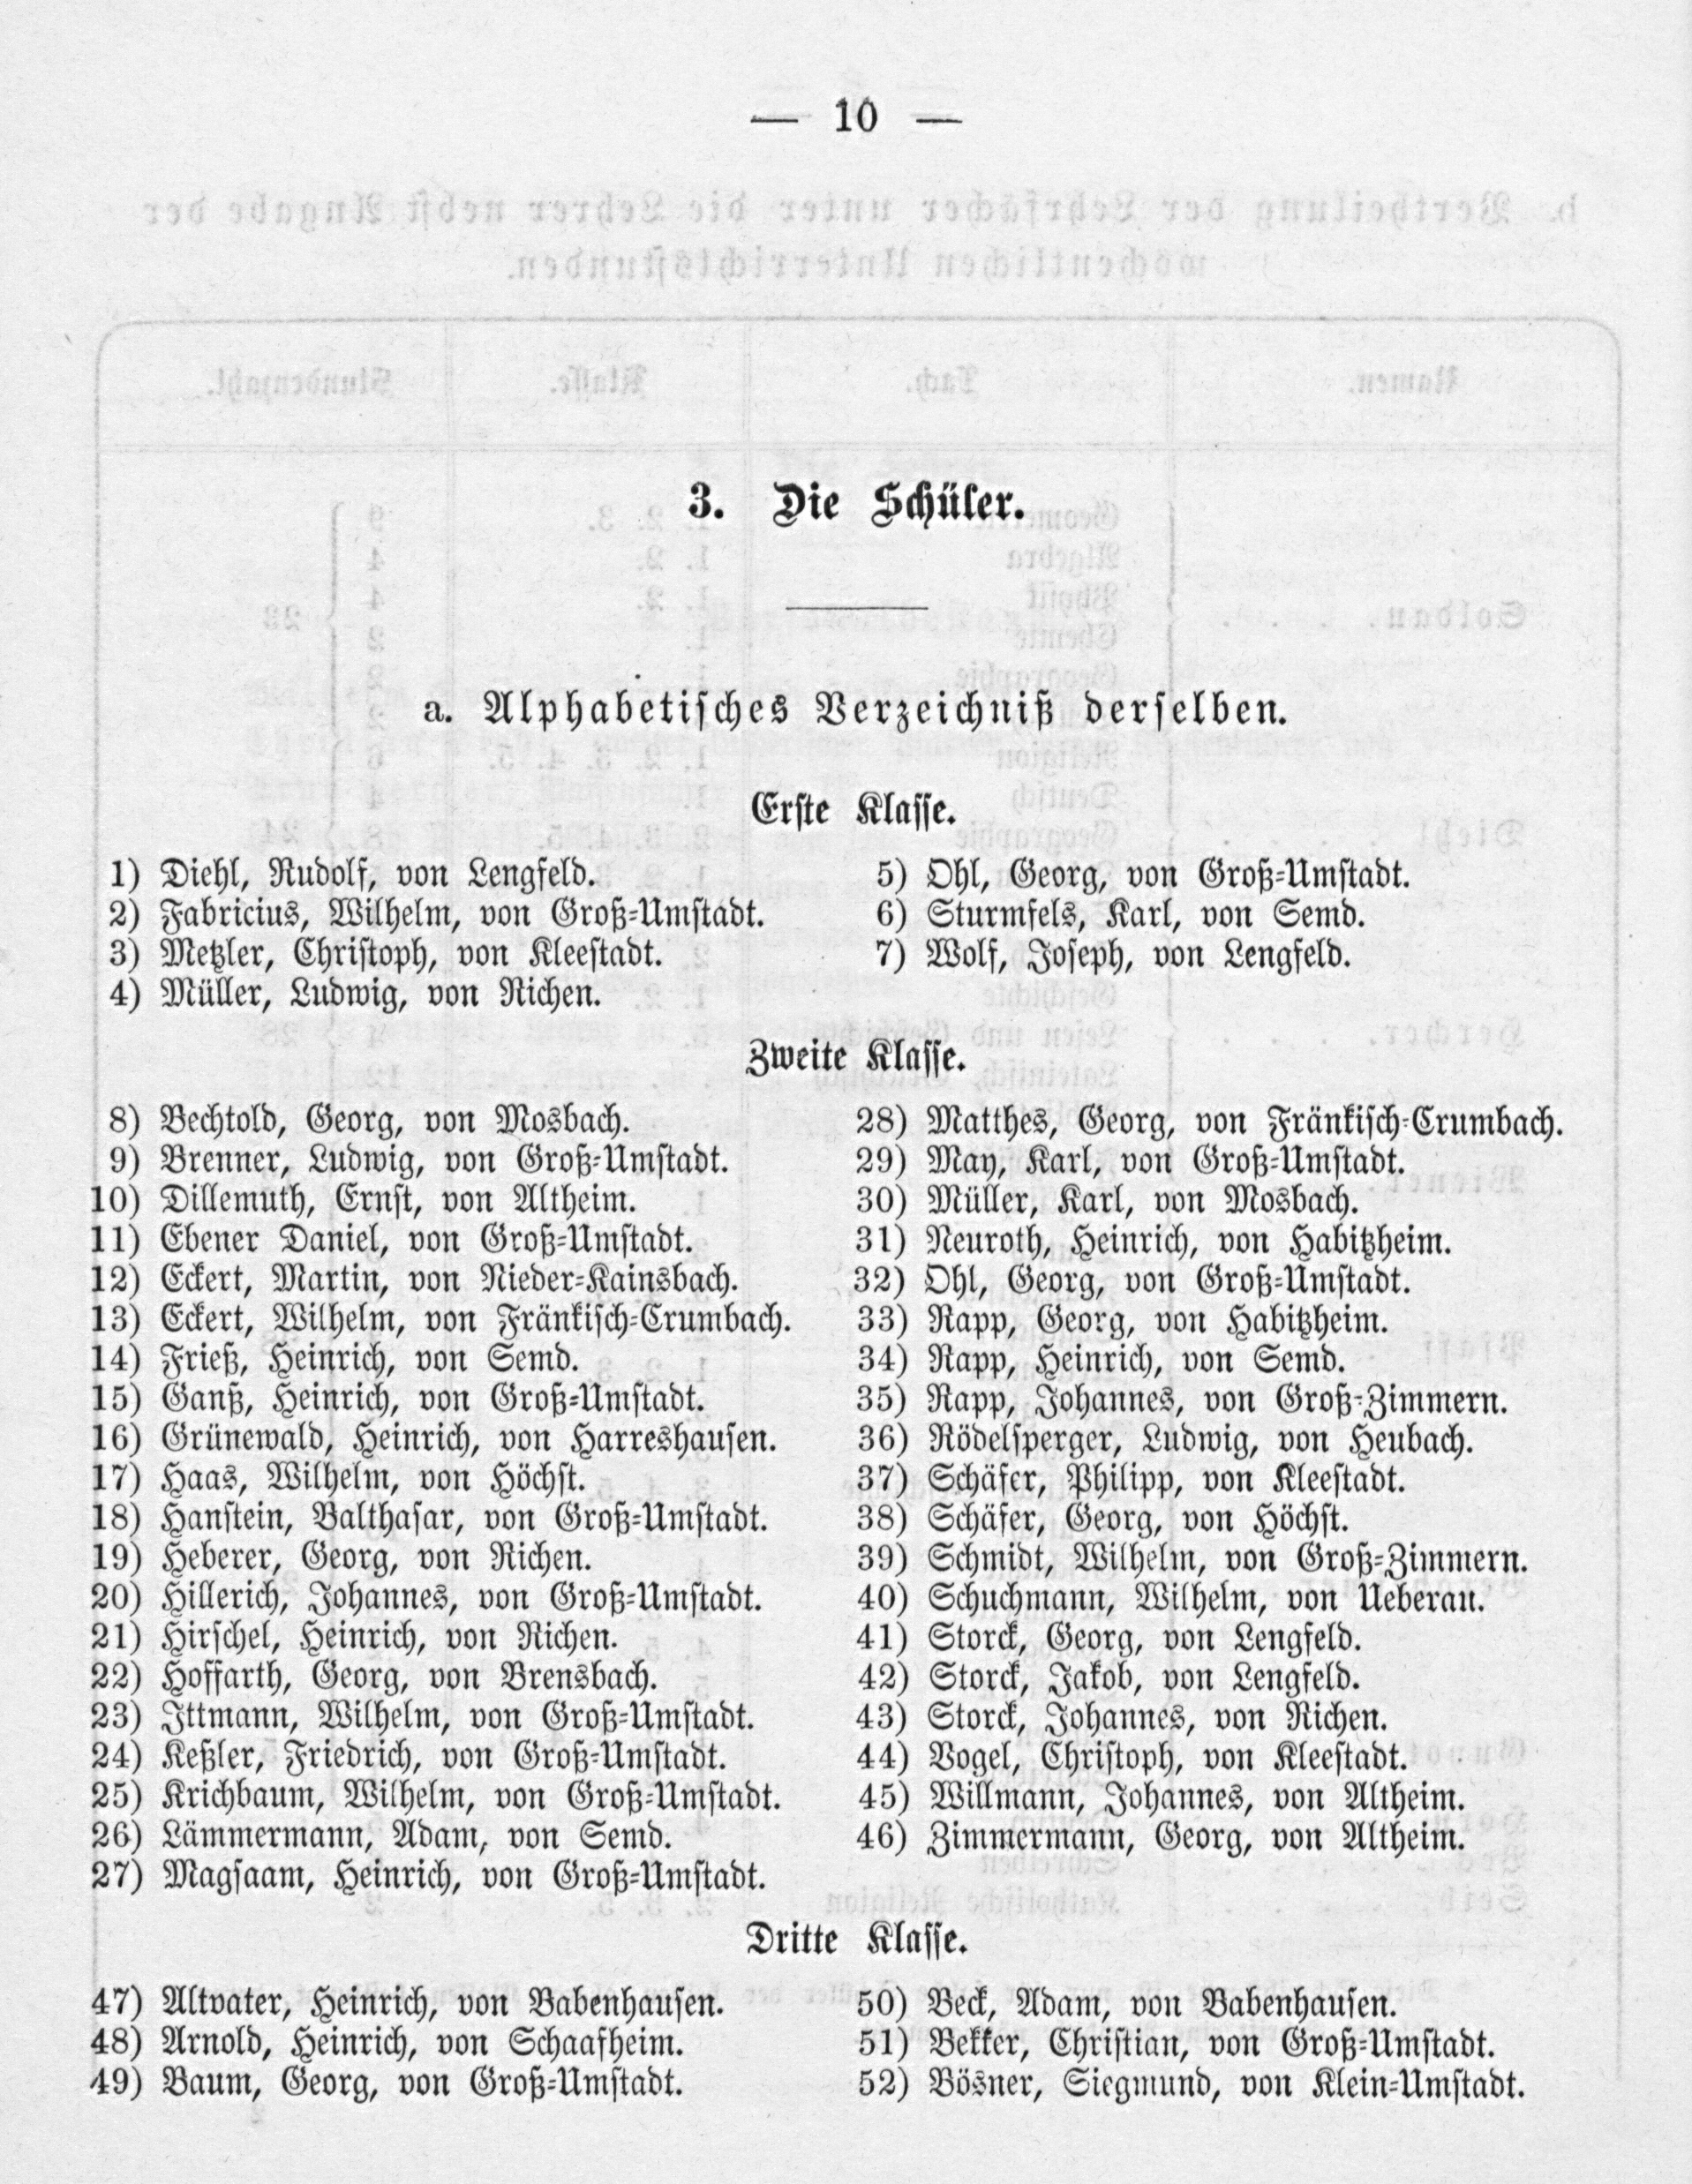 — 10 —
3. Die Schüler.
a. Alphabetisches Verzeichniß derselben.
Erste Klasse.
1) Diehl, Rudolf, von Lengfeld.
2) Fabricius, Wilhelm, von Groß-Umstadt.
3) Metzler, Christoph, von Kleestadt.
4) Müller, Ludwig, von Richen.
5) Ohl, Georg, von Groß-Umstadt.
6) Sturmfels, Karl, von Semd.
7) Wolf, Joseph, von Lengfeld.
Zweite Klasse.
8) Bechtold, Georg, von Mosbach.
9) Brenner, Ludwig, von Groß-Umstadt.
10) Dillemuth, Ernst, von Altheim.
11) Ebener Daniel, von Groß-Umstadt.
12) Eckert, Martin, von Nieder-Kainsbach.
13) Eckert, Wilhelm, von Fränkisch-Crumbach.
14) Frieß, Heinrich, von Semd.
15) Ganß, Heinrich, von Groß-Umstadt.
16) Grünewald, Heinrich, von Harreshausen.
17) Haas, Wilhelm, von Höchst.
18) Hanstein, Balthasar, von Groß-Umstadt.
19) Heberer, Georg, von Richen.
20) Hillerich, Johannes, von Groß-Umstadt.
21) Hirschel, Heinrich, von Richen.
22) Hoffarth, Georg, von Brensbach.
23) Ittmann, Wilhelm, von Groß-Umstadt.
24) Keßler, Friedrich, von Groß-Umstadt.
25) Krichbaum, Wilhelm, von Groß-Umstadt.
26) Lämmermann, Adam, von Semd.
27) Magsaam, Heinrich, von Groß-Umstadt.
28) Matthes, Georg, von Fränkisch-Crumbach.
29) May, Karl, von Groß-Umstadt.
30) Müller, Karl, von Mosbach.
31) Neuroth, Heinrich, von Habitzheim.
32) Ohl, Georg, von Groß-Umstadt.
33) Rapp, Georg, von Habitzheim.
34) Rapp, Heinrich, von Semd.
35) Rapp, Johannes, von Groß-Zimmern.
36) Rödelsperger, Ludwig, von Heubach.
37) Schäfer, Philipp, von Kleestadt.
38) Schäfer, Georg, von Höchst.
39) Schmidt, Wilhelm, von Groß-Zimmern.
40) Schuchmann, Wilhelm, von Ueberau.
41) Storck, Georg, von Lengfeld.
42) Storck, Jakob, von Lengfeld.
43) Storck, Johannes, von Richen.
44) Vogel, Christoph, von Kleestadt.
45) Willmann, Johannes, von Altheim.
46) Zimmermann, Georg, von Altheim.
Dritte Klasse.
47) Altvater, Heinrich, von Babenhausen.
48) Arnold, Heinrich, von Schaafheim.
49) Baum, Georg, von Groß-Umstadt.
50) Beck, Adam, von Babenhausen.
51) Bekker, Christian, von Groß-Umstadt.
52) Bösner, Siegmund, von Klein-Umstadt.